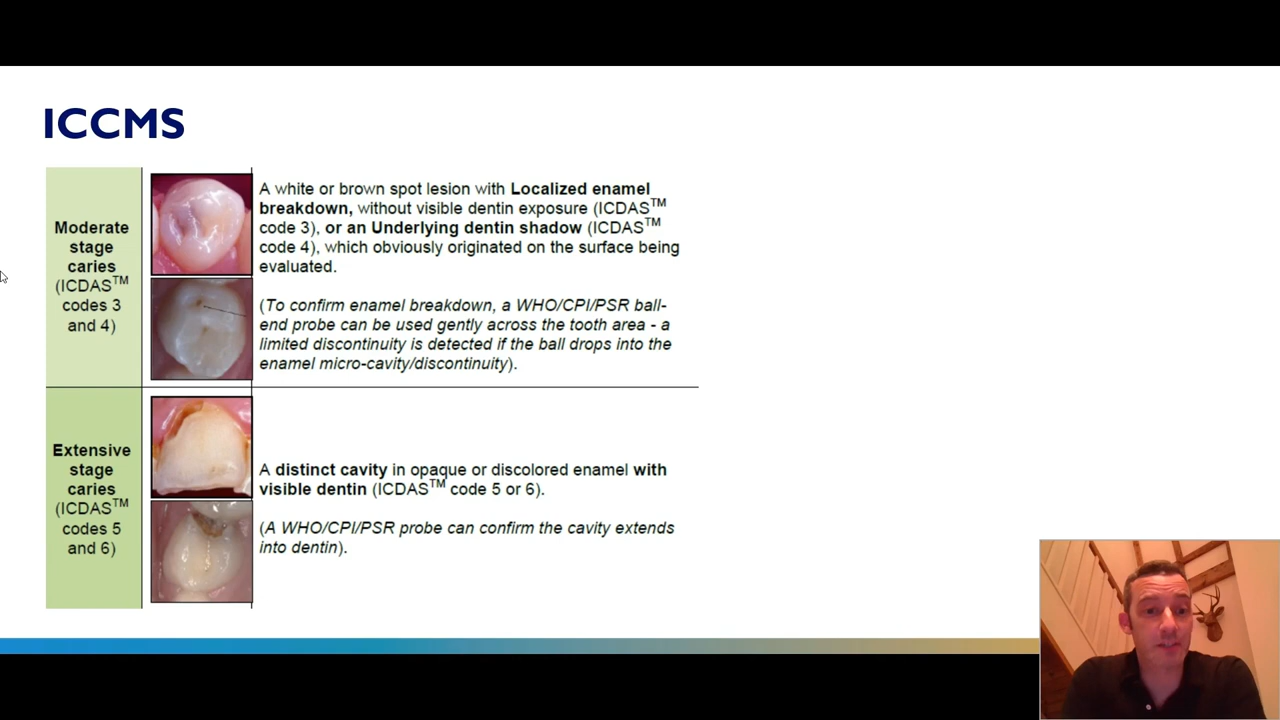 ICCMS
Moderate
stage
caries
(ICDAS™
codes 3
and 4)
A white or brown spot lesion with Localized enamel
breakdown, without visible dentin exposure (ICDAS™
code 3), or an Underlying dentin shadow (ICDAS™
code 4), which obviously originated on the surface being
evaluated.
(To confirm enamel breakdown, a WHO/CPI/PSR ball-
end probe can be used gently across the tooth area - a
limited discontinuity is detected if the ball drops into the
enamel micro-cavity/discontinuity).
Extensive
stage
caries
(ICDAS™
codes 5
and 6)
A distinct cavity in opaque or discolored enamel with
visible dentin (ICDAS™ code 5 or 6).
(A WHO/CPI/PSR probe can confirm the cavity extends
into dentin).